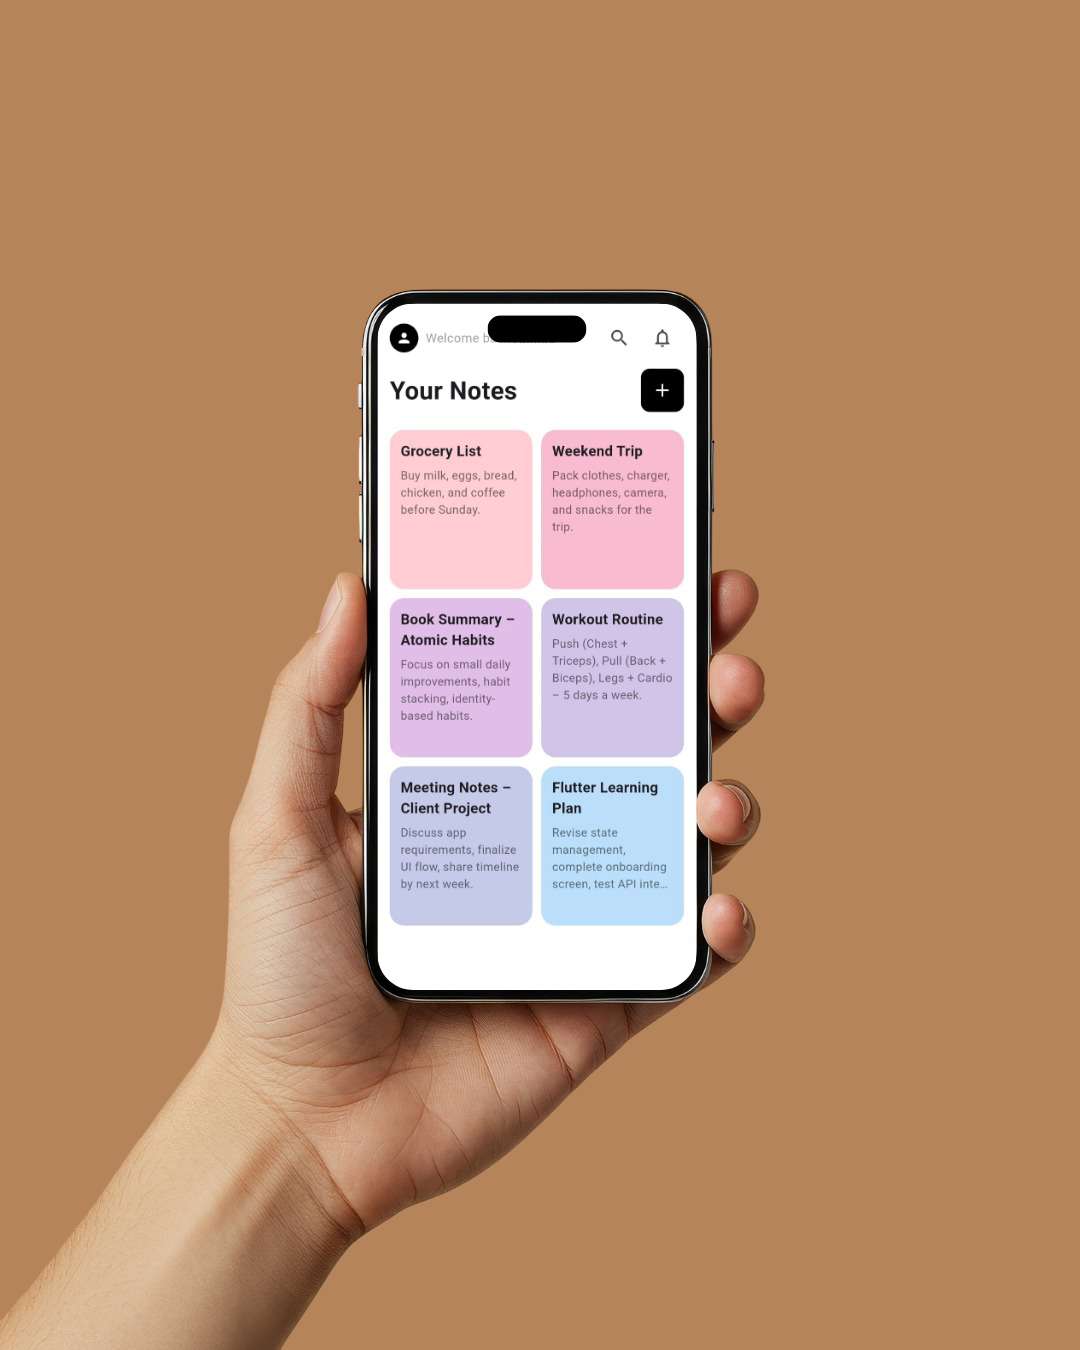 Welcome
Your Notes
Grocery List
Buy milk, eggs, bread,
chicken, and coffee
before Sunday.
Weekend Trip
Pack clothes, charger,
headphones, camera,
and snacks for the
trip.
Book Summary –
Atomic Habits
Focus on small daily
improvements, habit
stacking, identity-
based habits.
Workout Routine
Push (Chest +
Triceps), Pull (Back +
Biceps), Legs + Cardio
– 5 days a week.
Meeting Notes –
Client Project
Discuss app
requirements, finalize
UI flow, share timeline
by next week.
Flutter Learning
Plan
Revise state
management,
complete onboarding
screen, test API inte…